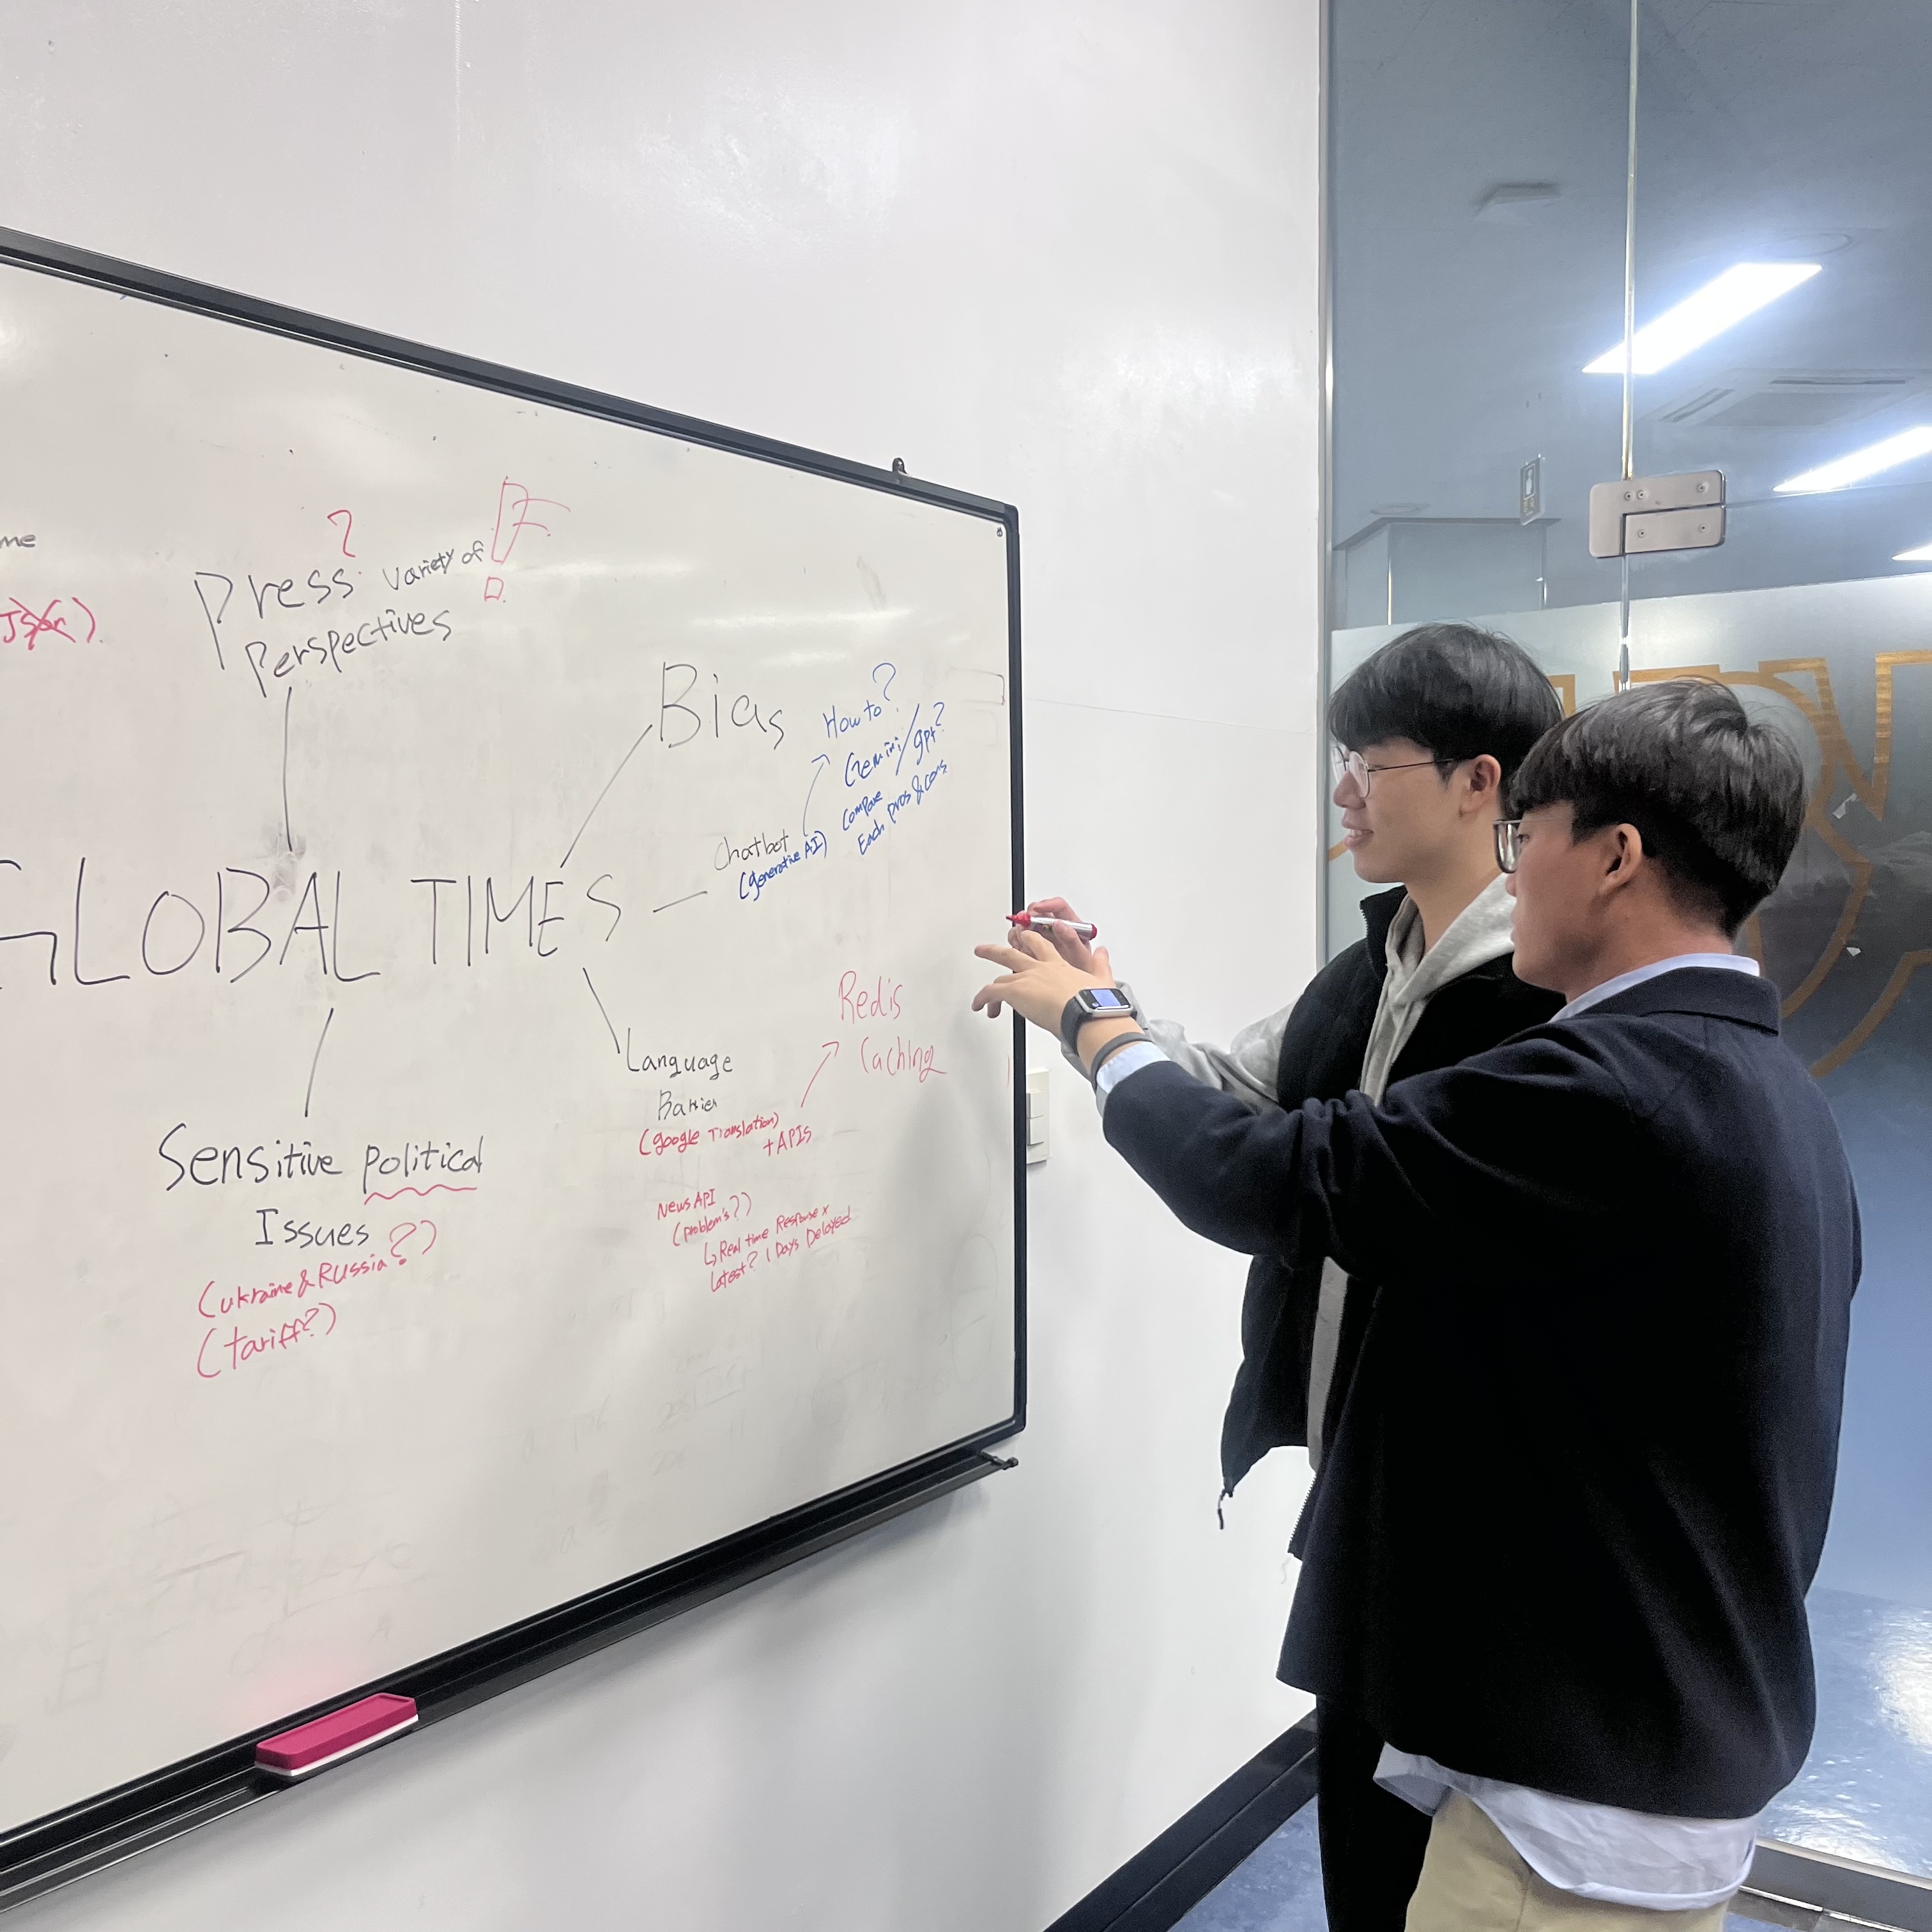 me
Json).
?
Press variety of
perspectives
Bias
How to?
Gemini/gpt?
compare
Each pros & cons
Chatbot
(generative AI)
GLOBAL TIMES
Redis
Caching
Language
Barrier
(google Translation)
+APIs
News API
(problem's?)
↳ Real time Response x
Latest? 1 Days Delayed
Sensitive political
Issues
(ukraine & Russia?)
(tariff?)